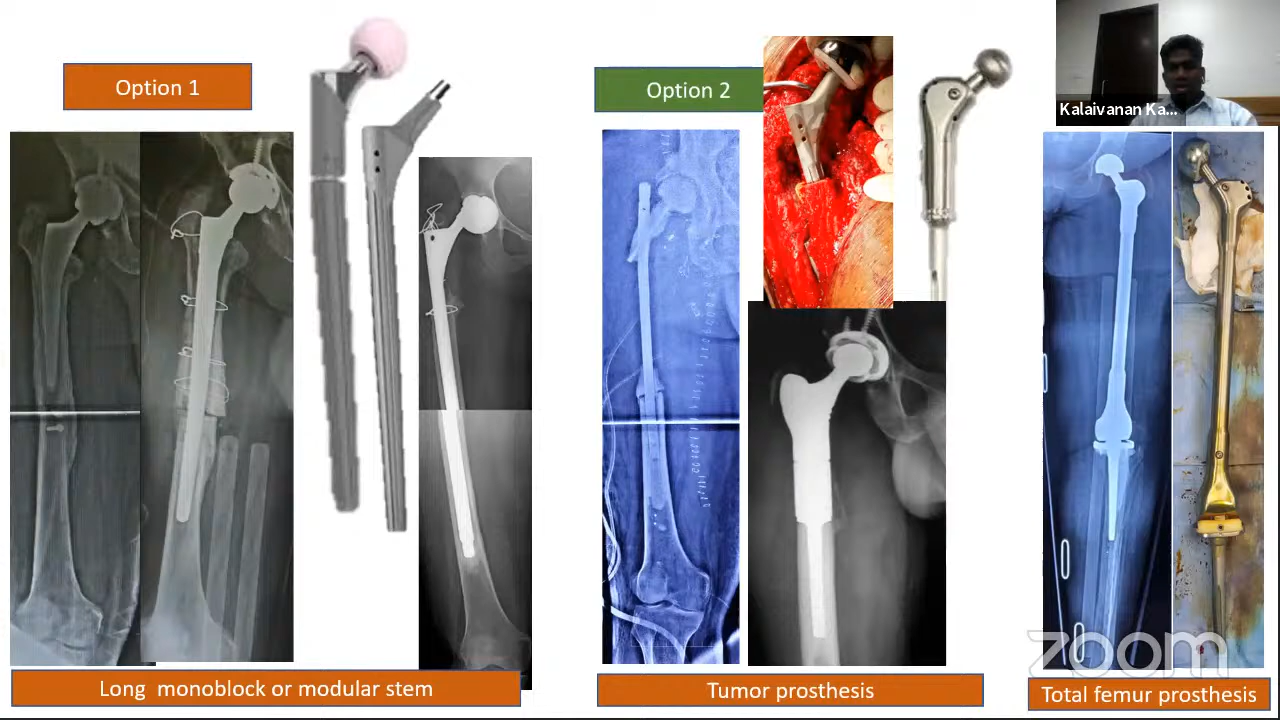 Option 1
Option 2
Kalaivanan Ka...
Long monoblock or modular stem
Tumor prosthesis
Total femur prosthesis
zoom